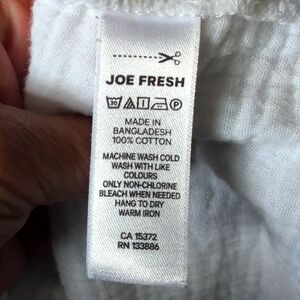 JOE FRESH
30 P
MADE IN
BANGLADESH
100% COTTON
MACHINE WASH COLD
WASH WITH LIKE
COLOURS
ONLY NON-CHLORINE
BLEACH WHEN NEEDED
HANG TO DRY
WARM IRON
CA 15372
RN 133886